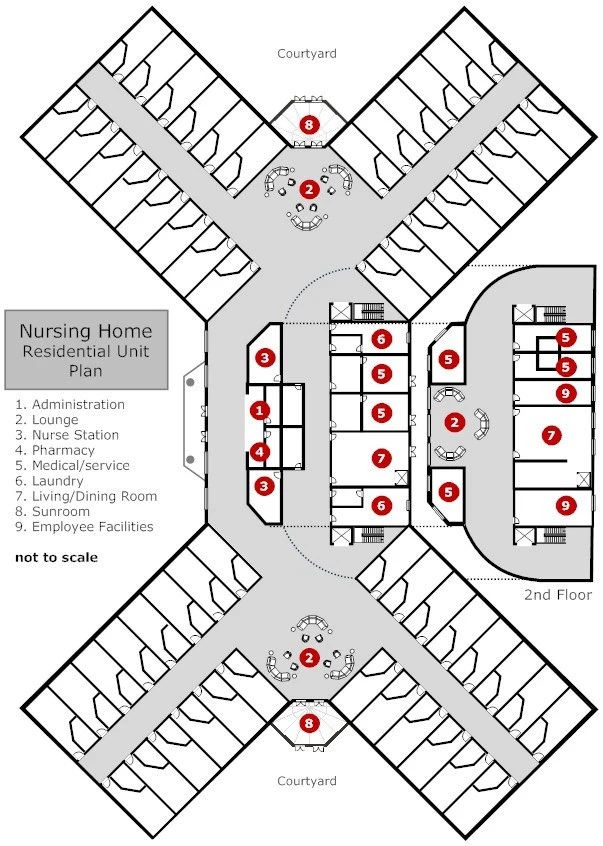 Courtyard
8
2
Nursing Home
Residential Unit
Plan
1. Administration
2. Lounge
3. Nurse Station
4. Pharmacy
5. Medical/service
6. Laundry
7. Living/Dining Room
8. Sunroom
9. Employee Facilities
not to scale
3
1
4
3
6
5
5
7
6
5
2
5
5
5
9
7
9
2nd Floor
2
8
Courtyard